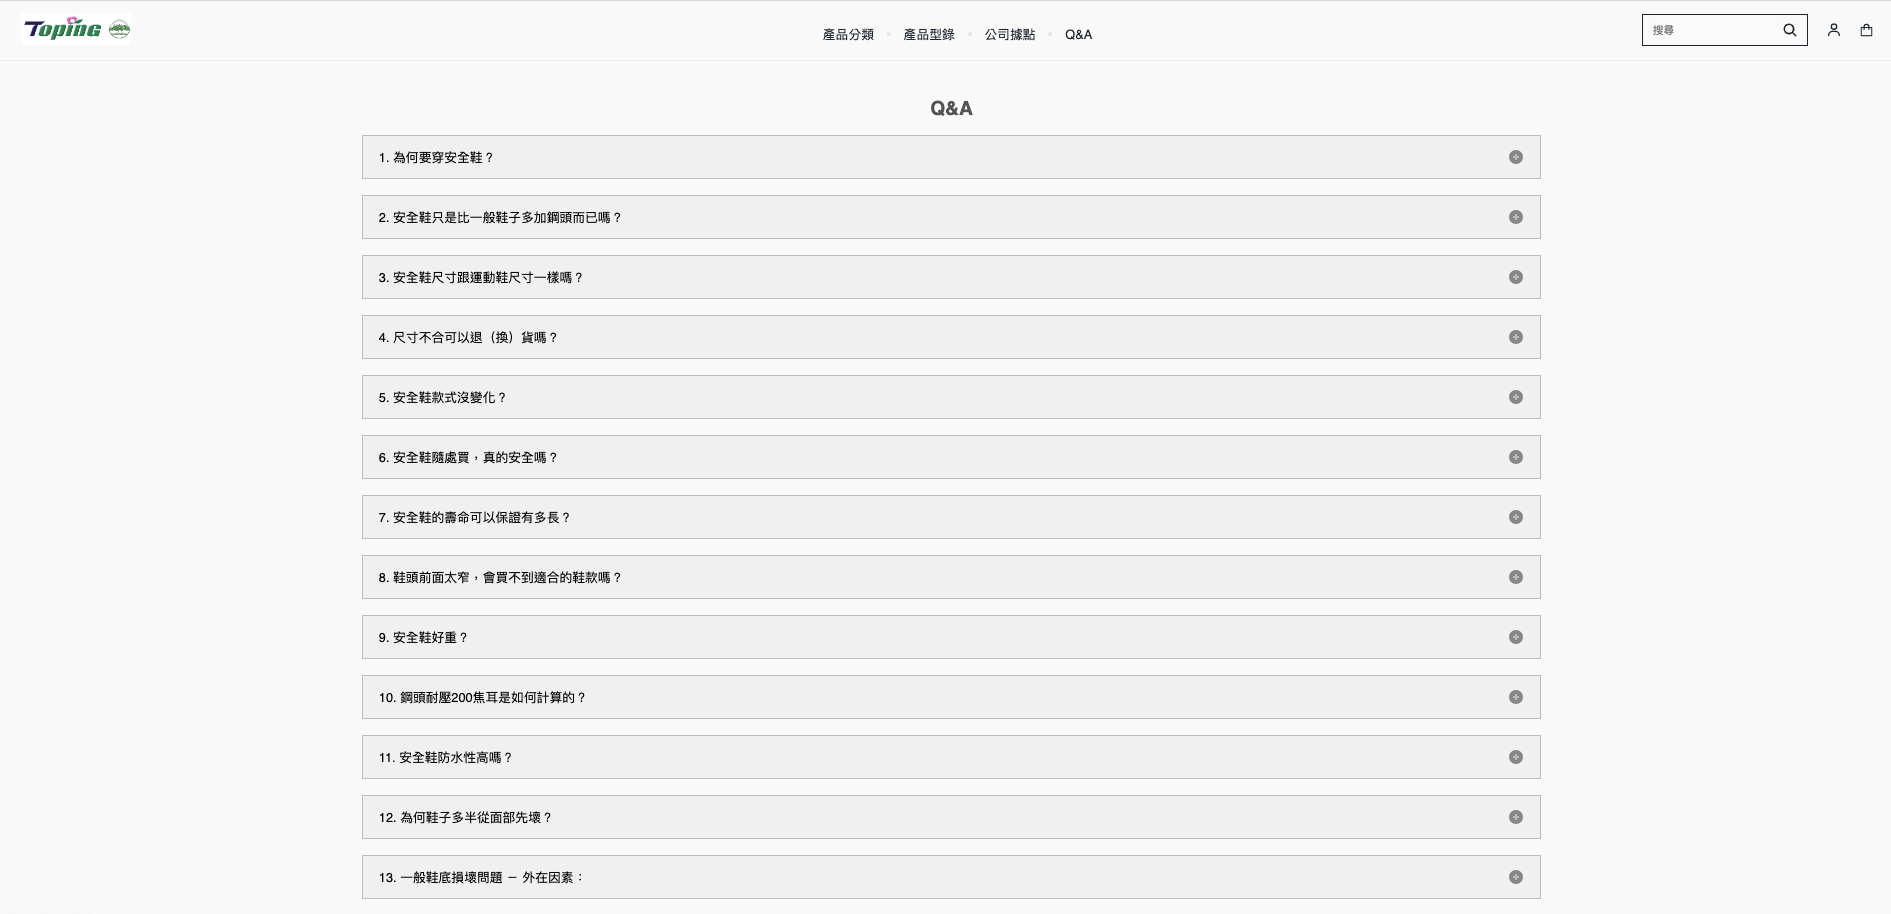 Toping
產品分類 產品型錄 公司據點 Q&A
搜尋
Q&A
1. 為何要穿安全鞋？
2. 安全鞋只是比一般鞋子多加鋼頭而已嗎？
3. 安全鞋尺寸跟運動鞋尺寸一樣嗎？
4. 尺寸不合可以退（換）貨嗎？
5. 安全鞋款式沒變化？
6. 安全鞋隨處買，真的安全嗎？
7. 安全鞋的壽命可以保證有多長？
8. 鞋頭前面太窄，會買不到適合的鞋款嗎？
9. 安全鞋好重？
10. 鋼頭耐壓200焦耳是如何計算的？
11. 安全鞋防水性高嗎？
12. 為何鞋子多半從面部先壞？
13. 一般鞋底損壞問題 － 外在因素：